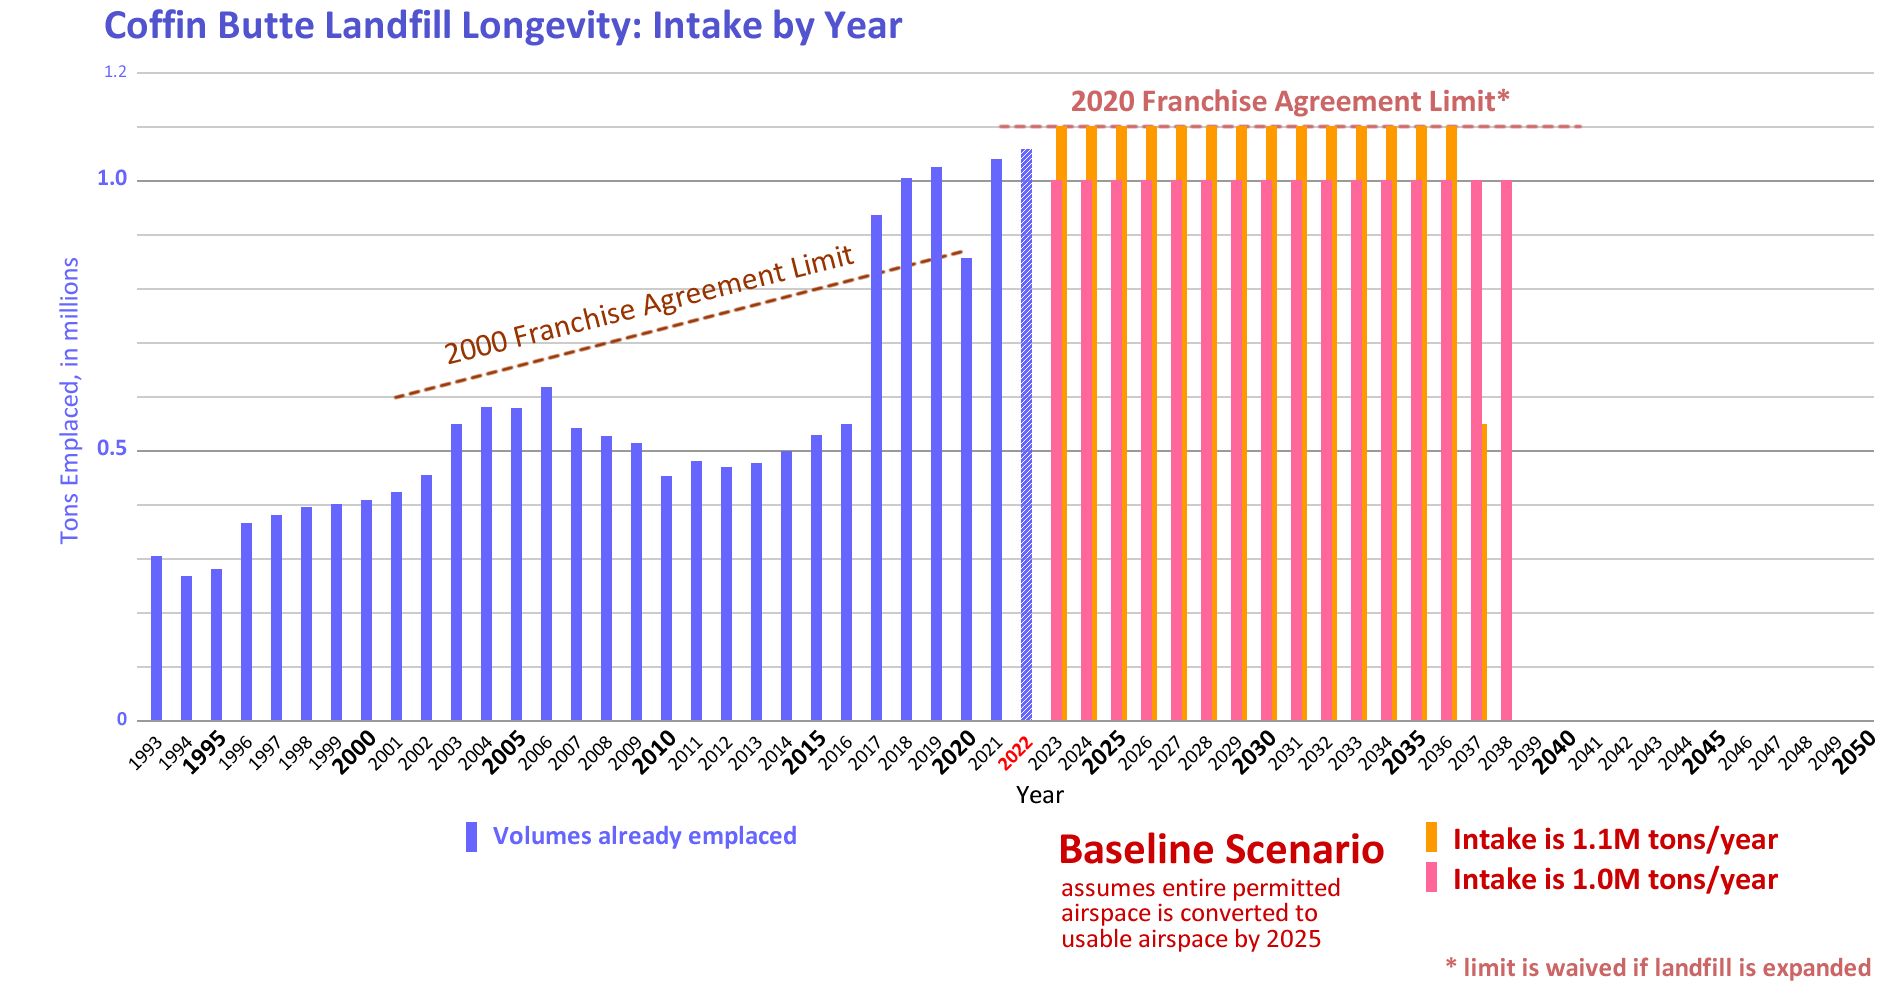 Coffin Butte Landfill Longevity: Intake by Year
1.2
2020 Franchise Agreement Limit*
1.0
2000 Franchise Agreement Limit
Tons Emplaced, in millions
0.5
0
1993 1994 1995 1996 1997 1998 1999 2000 2001 2002 2003 2004 2005 2006 2007 2008 2009 2010 2011 2012 2013 2014 2015 2016 2017 2018 2019 2020 2021 2022 2023 2024 2025 2026 2027 2028 2029 2030 2031 2032 2033 2034 2035 2036 2037 2038 2039 2040 2041 2042 2043 2044 2045 2046 2047 2048 2049 2050
Year
Volumes already emplaced
Baseline Scenario
assumes entire permitted
airspace is converted to
usable airspace by 2025
Intake is 1.1M tons/year
Intake is 1.0M tons/year
* limit is waived if landfill is expanded